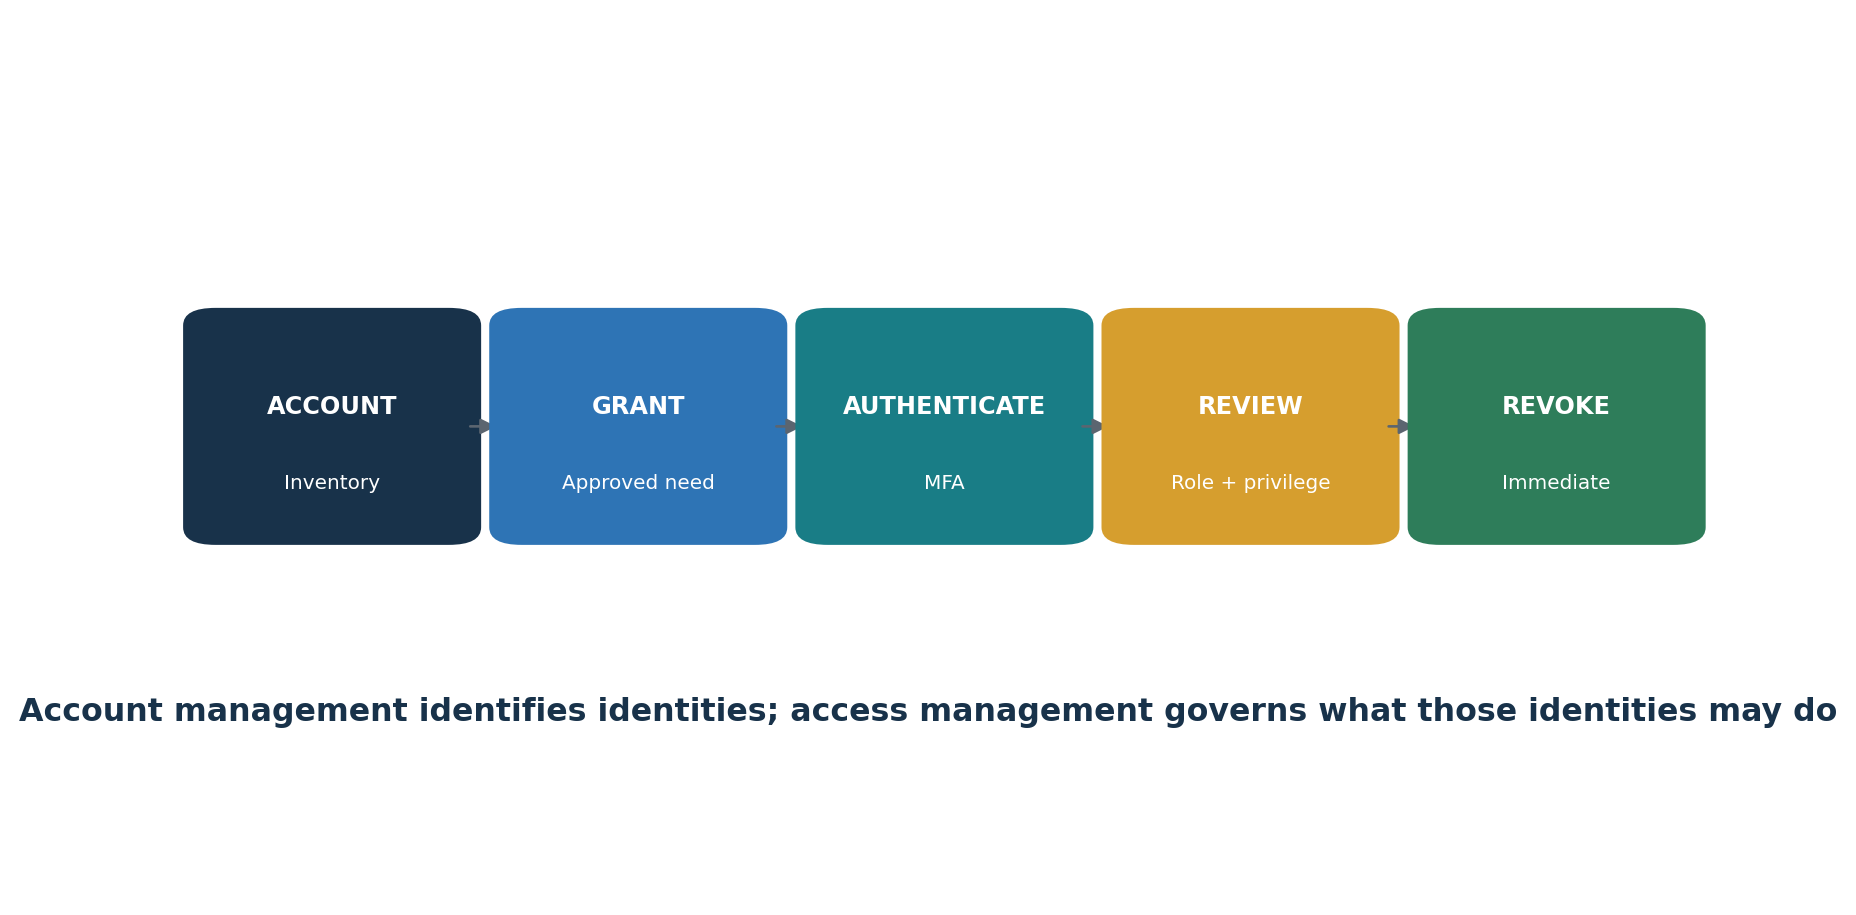 ACCOUNT
Inventory
GRANT
Approved need
AUTHENTICATE
MFA
REVIEW
Role + privilege
REVOKE
Immediate
Account management identifies identities; access management governs what those identities may do